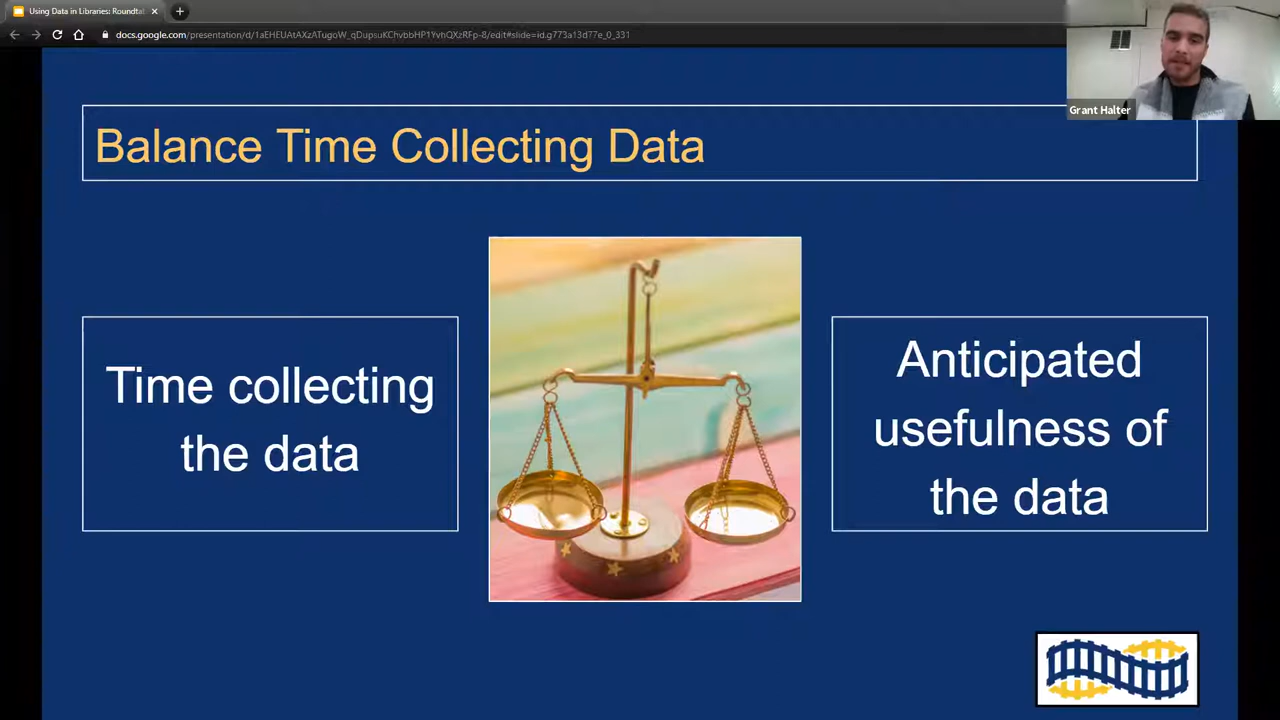 Using Data in Libraries: Roundtat
docs.google.com/presentation/d/1aEHEUAtAXzATugoW_qDupsuKChvbbHP1YvhQXzRFp-8/edit#slide=id.g773a13d77e_0_331
Grant Halter
Balance Time Collecting Data
Time collecting
the data
Anticipated
usefulness of
the data